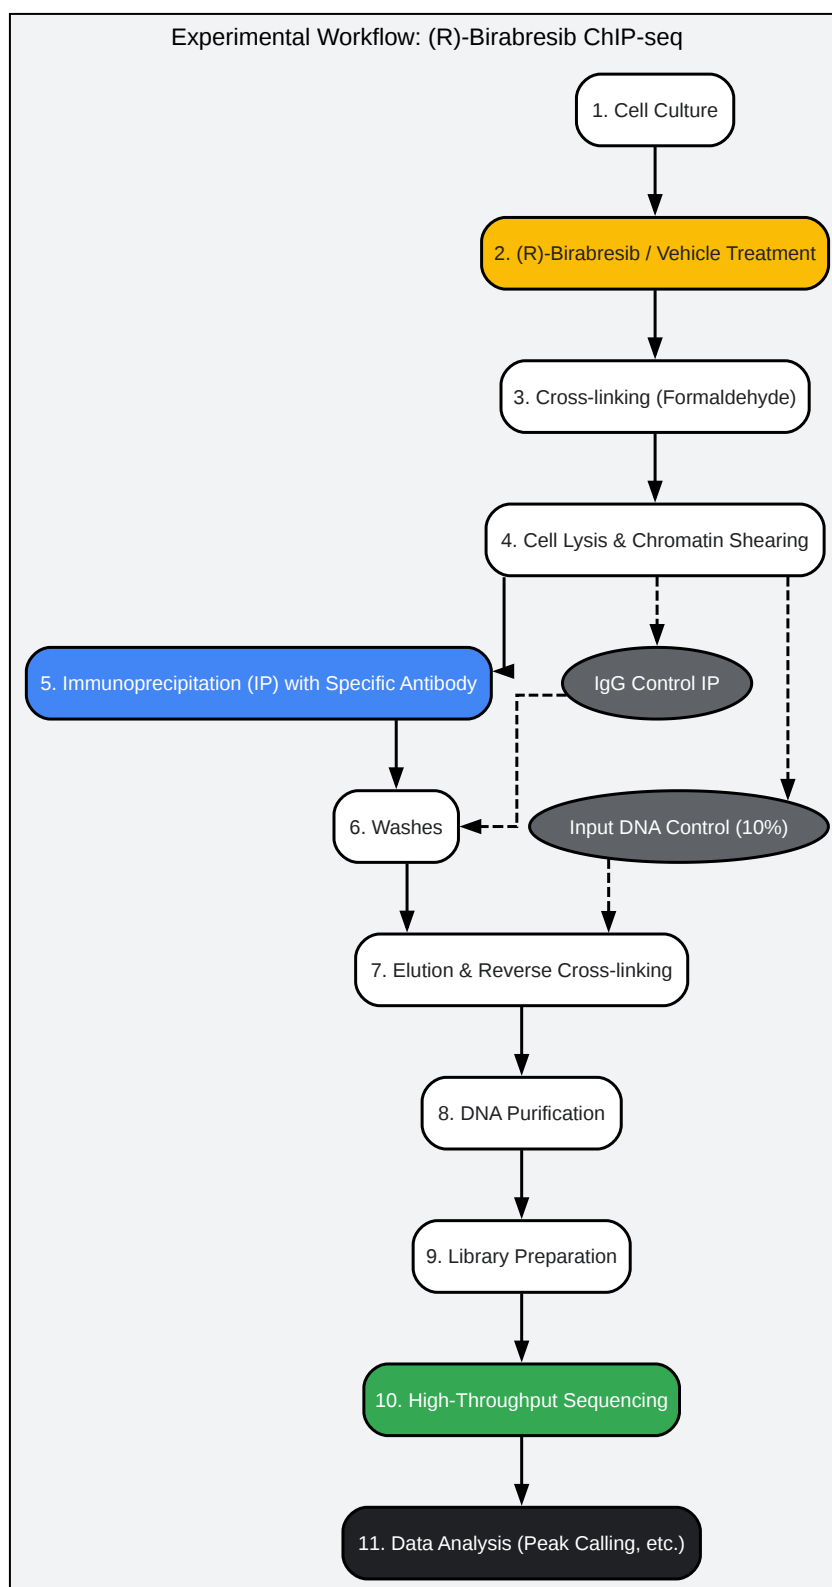 Experimental Workflow: (R)-Birabresib ChIP-seq
1. Cell Culture
2. (R)-Birabresib / Vehicle Treatment
3. Cross-linking (Formaldehyde)
4. Cell Lysis & Chromatin Shearing
5. Immunoprecipitation (IP) with Specific Antibody
IgG Control IP
6. Washes
Input DNA Control (10%)
7. Elution & Reverse Cross-linking
8. DNA Purification
9. Library Preparation
10. High-Throughput Sequencing
11. Data Analysis (Peak Calling, etc.)